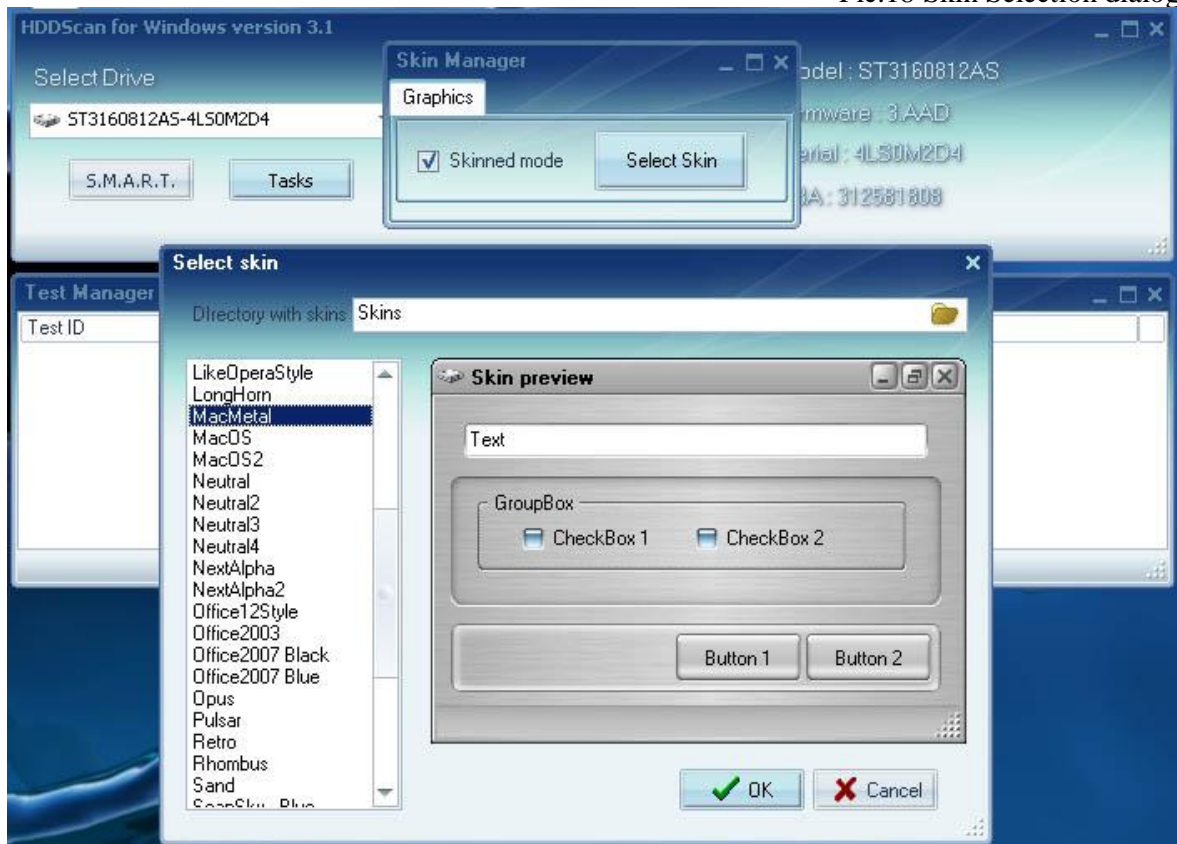 Skin Selection dialog
HDDScan for Windows version 3.1
Select Drive
ST3160812AS-4LS0M2D4
S.M.A.R.T.
Tasks
Skin Manager
Graphics
Skinned mode
Select Skin
odel : ST3160812AS
rmware : 3.AAD
erial : 4LS0M2D4
BA : 312581808
Test Manager
Test ID
Select skin
DIrectory with skins
Skins
LikeOperaStyle
LongHorn
MacMetal
MacOS
MacOS2
Neutral
Neutral2
Neutral3
Neutral4
NextAlpha
NextAlpha2
Office12Style
Office2003
Office2007 Black
Office2007 Blue
Opus
Pulsar
Retro
Rhombus
Sand
Skin preview
Text
GroupBox
CheckBox 1
CheckBox 2
Button 1
Button 2
OK
Cancel